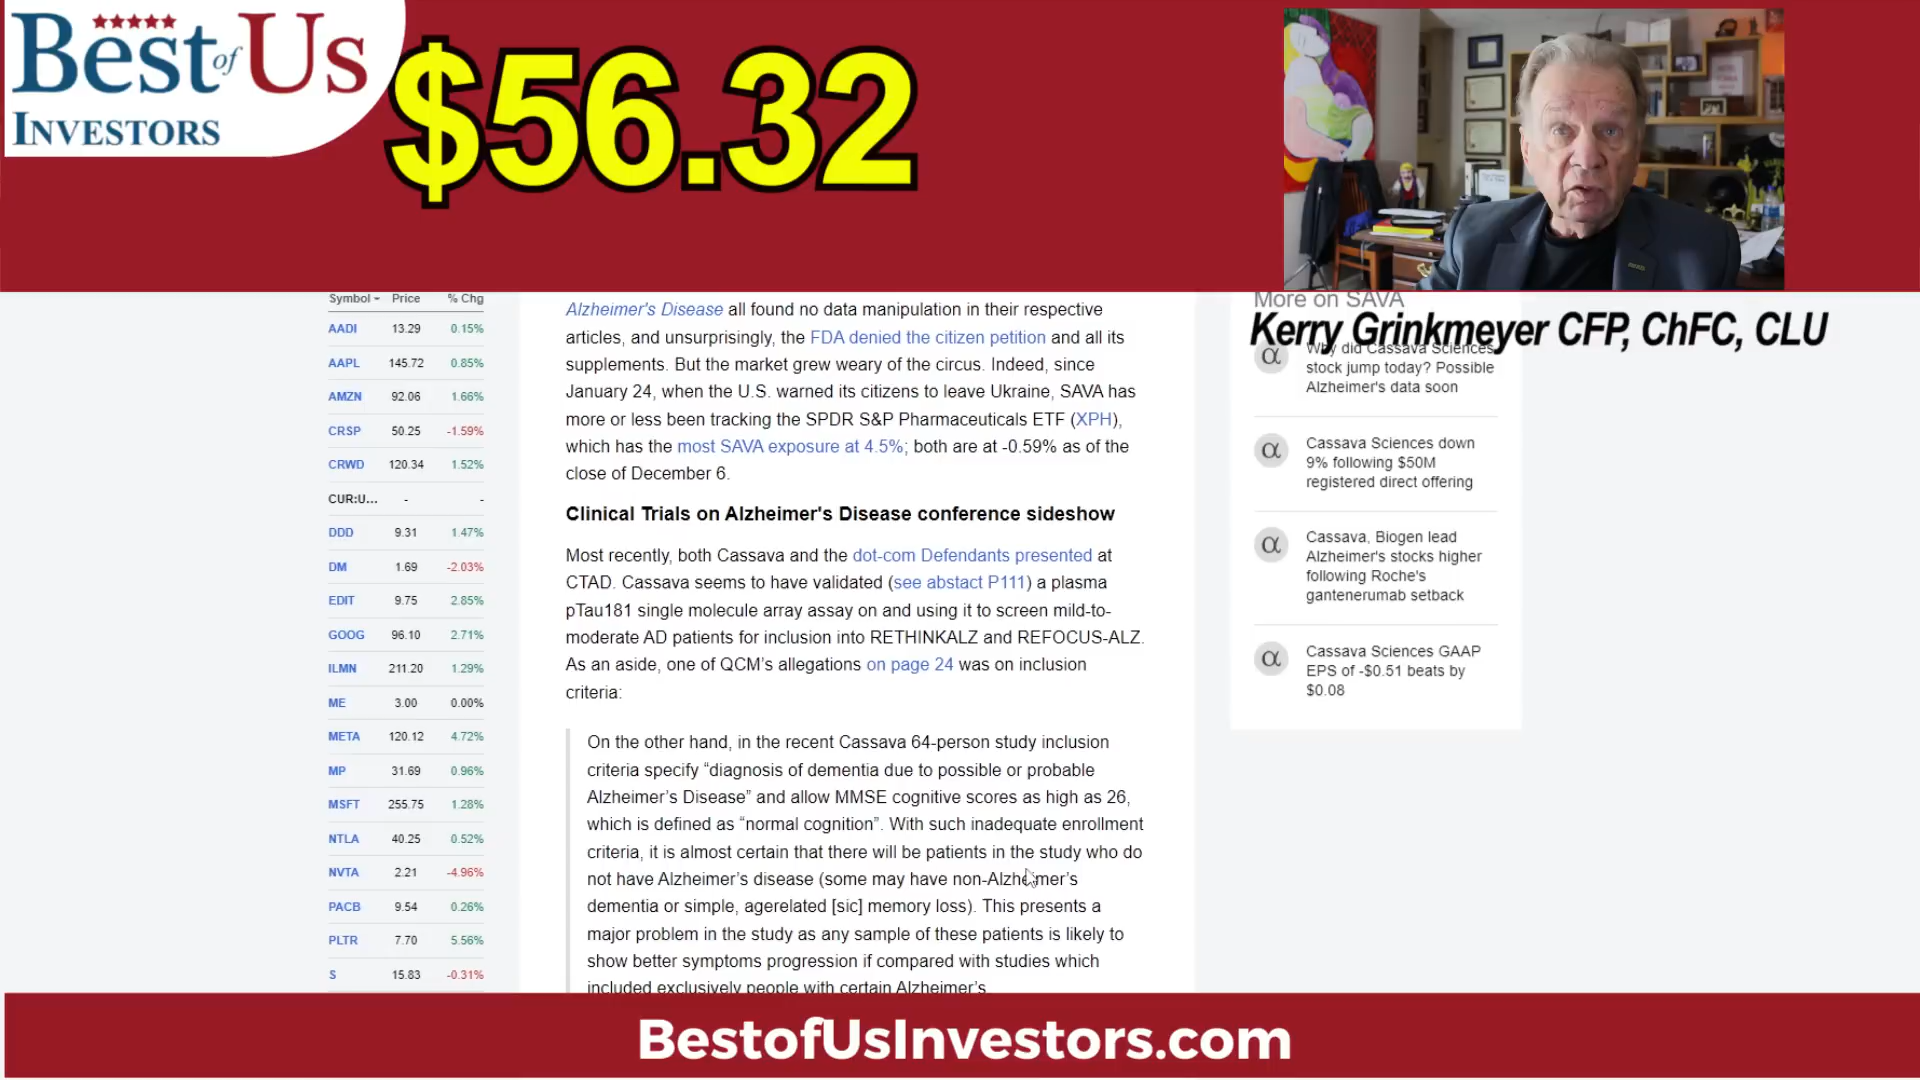 Best of Us
INVESTORS
$56.32
Kerry Grinkmeyer CFP, ChFC, CLU
Symbol Price % Chg
AADI 13.29 0.15%
AAPL 145.72 0.85%
AMZN 92.06 1.66%
CRSP 50.25 -1.59%
CRWD 120.34 1.52%
CUR:U... - -
DDD 9.31 1.47%
DM 1.69 -2.03%
EDIT 9.75 2.85%
GOOG 96.10 2.71%
ILMN 211.20 1.29%
ME 3.00 0.00%
META 120.12 4.72%
MP 31.69 0.96%
MSFT 255.75 1.28%
NTLA 40.25 0.52%
NVTA 2.21 -4.96%
PACB 9.54 0.26%
PLTR 7.70 5.56%
S 15.83 -0.31%
Alzheimer's Disease all found no data manipulation in their respective
articles, and unsurprisingly, the FDA denied the citizen petition and all its
supplements. But the market grew weary of the circus. Indeed, since
January 24, when the U.S. warned its citizens to leave Ukraine, SAVA has
more or less been tracking the SPDR S&P Pharmaceuticals ETF (XPH),
which has the most SAVA exposure at 4.5%; both are at -0.59% as of the
close of December 6.
Clinical Trials on Alzheimer's Disease conference sideshow
Most recently, both Cassava and the dot-com Defendants presented at
CTAD. Cassava seems to have validated (see abstact P111) a plasma
pTau181 single molecule array assay on and using it to screen mild-to-
moderate AD patients for inclusion into RETHINKALZ and REFOCUS-ALZ.
As an aside, one of QCM's allegations on page 24 was on inclusion
criteria:
On the other hand, in the recent Cassava 64-person study inclusion
criteria specify “diagnosis of dementia due to possible or probable
Alzheimer’s Disease” and allow MMSE cognitive scores as high as 26,
which is defined as “normal cognition”. With such inadequate enrollment
criteria, it is almost certain that there will be patients in the study who do
not have Alzheimer’s disease (some may have non-Alzheimer’s
dementia or simple, agerelated [sic] memory loss). This presents a
major problem in the study as any sample of these patients is likely to
show better symptoms progression if compared with studies which
included exclusively people with certain Alzheimer’s.
More on SAVA
Why did Cassava Sciences
stock jump today? Possible
Alzheimer's data soon
Cassava Sciences down
9% following $50M
registered direct offering
Cassava, Biogen lead
Alzheimer's stocks higher
following Roche's
gantenerumab setback
Cassava Sciences GAAP
EPS of -$0.51 beats by
$0.08
BestofUsInvestors.com